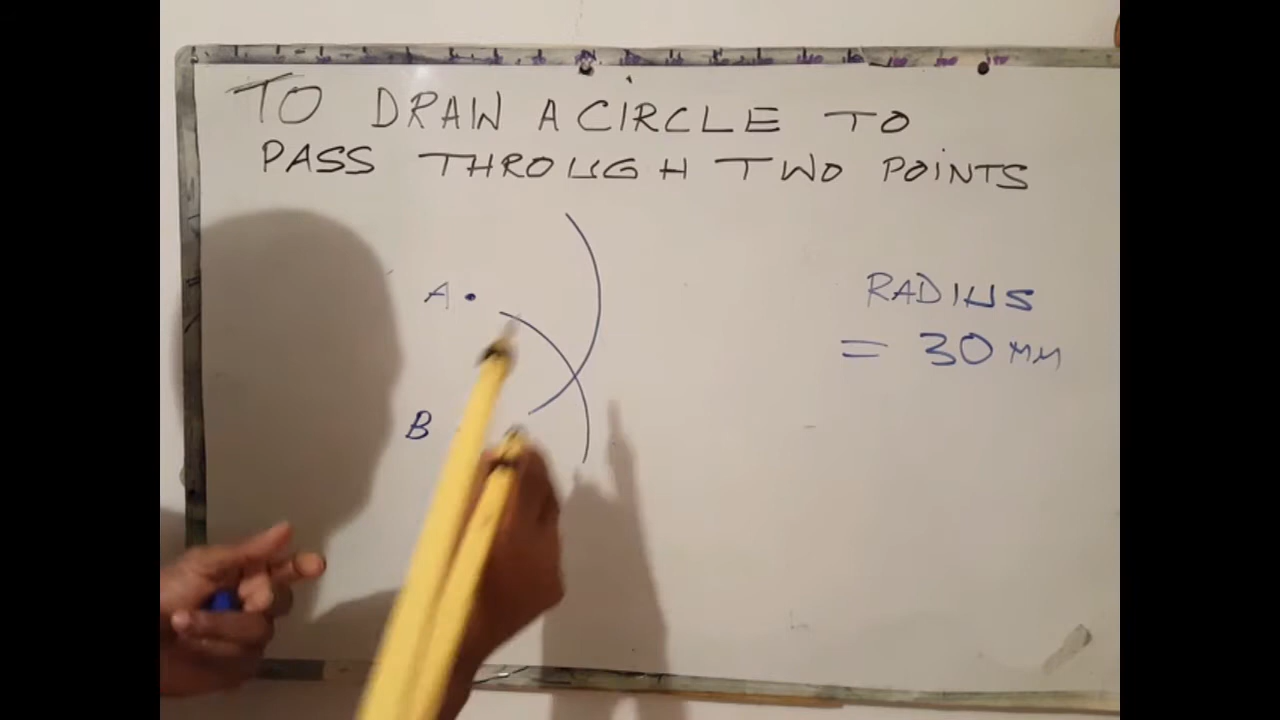 TO DRAW A CIRCLE TO
PASS THROUGH TWO POINTS
A
RADIUS
= 30 MM
B